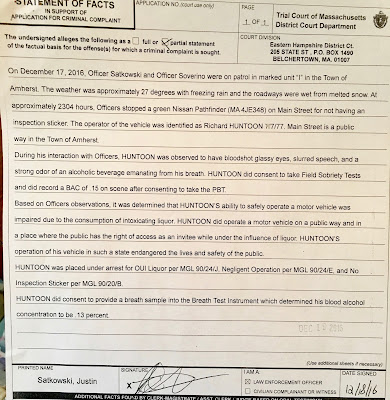 STATEMENT OF FACTS
IN SUPPORT OF
APPLICATION FOR CRIMINAL COMPLAINT
APPLICATION NO. (COURT USE ONLY)
PAGE
1 of 1
Trial Court of Massachusetts
District Court Department
The undersigned alleges the following as a full or partial statement
of the factual basis for the offense(s) for which a criminal complaint is sought.
COURT DIVISION
Eastern Hampshire District Ct.
205 STATE ST , P.O. BOX 1490
BELCHERTOWN, MA 01007
On December 17, 2016, Officer Satkowski and Officer Soverino were on patrol in marked unit "I" in the Town of
Amherst. The weather was approximately 27 degrees with freezing rain and the roadways were wet from melted snow. At
approximately 2304 hours, Officers stopped a green Nissan Pathfinder (MA 4JE348) on Main Street for not having an
inspection sticker. The operator of the vehicle was identified as Richard HUNTOON 7/7/77. Main Street is a public
way in the Town of Amherst.
During his interaction with Officers, HUNTOON was observed to have bloodshot glassy eyes, slurred speech, and a
strong odor of an alcoholic beverage emanating from his breath. HUNTOON did consent to take Field Sobriety Tests
and did record a BAC of .15 on scene after consenting to take the PBT.
Based on Officers observations, it was determined that HUNTOON'S ability to safely operate a motor vehicle was
impaired due to the consumption of intoxicating liquor. HUNTOON did operate a motor vehicle on a public way and in
a place where the public has the right of access as an invitee while under the influence of liquor. HUNTOON'S
operation of his vehicle in such a state endangered the lives and safety of the public.
HUNTOON was placed under arrest for OUI Liquor per MGL 90/24/J, Negligent Operation per MGL 90/24/E, and No
Inspection Sticker per MGL 90/20/B.
HUNTOON did consent to provide a breath sample into the Breath Test Instrument which determined his blood alcohol
concentration to be .13 percent.
(Use additional sheets if necessary)
PRINTED NAME
Satkowski, Justin
SIGNATURE
X
I AM A
LAW ENFORCEMENT OFFICER
CIVILIAN COMPLAINANT OR WITNESS
DATE SIGNED
12/18/16
ADDITIONAL FACTS FOUND BY CLERK-MAGISTRATE / ASST. CLERK